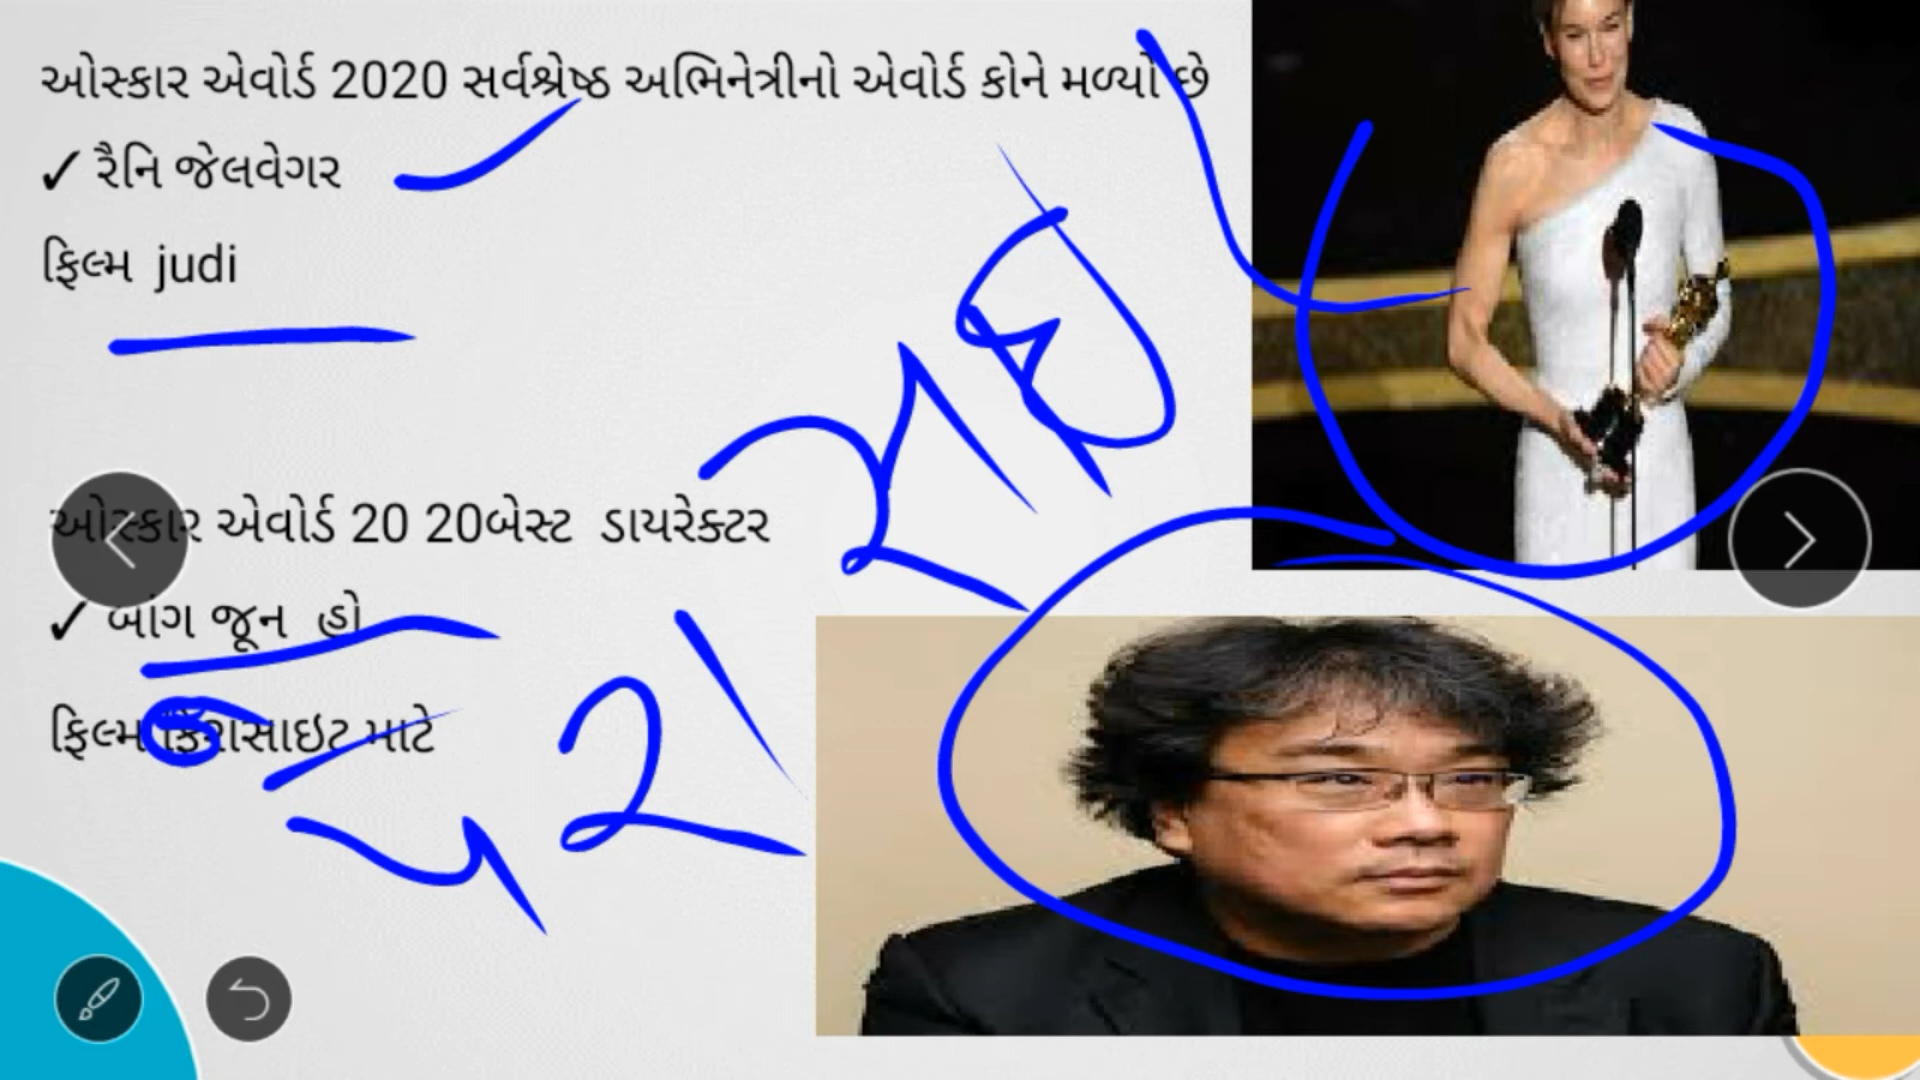 ઓસ્કાર એવોર્ડ 2020 સર્વશ્રેષ્ઠ અભિનેત્રીનો એવોર્ડ કોને મળ્યો છે
✓ રૈનિ જેલવેગર
ફિલ્મ judi
ઓસ્કાર એવોર્ડ 20 20બેસ્ટ ડાયરેક્ટર
✓ બોંગ જૂન હો
ફિલ્મ માટે